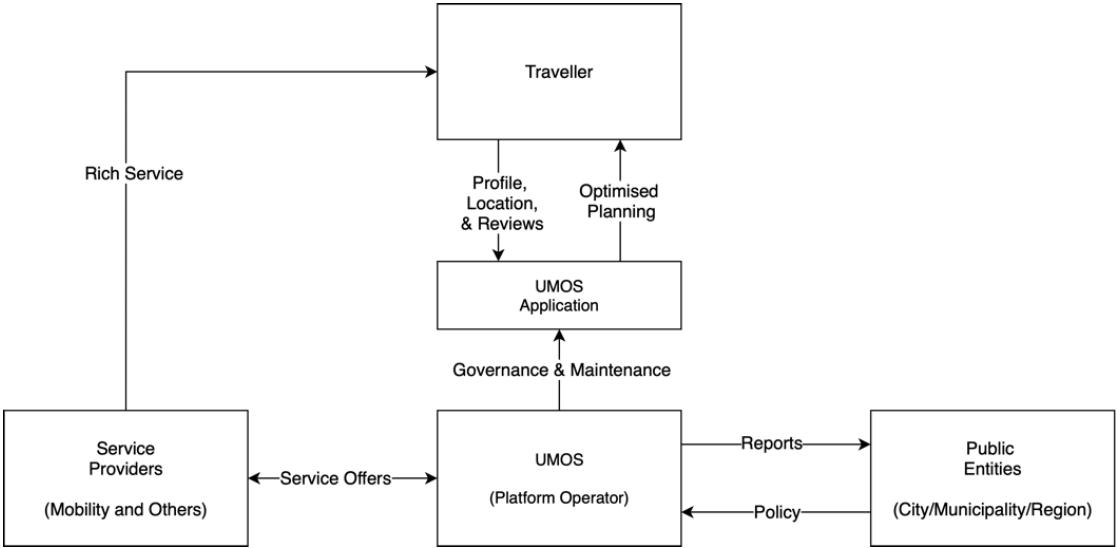 Traveller
Rich Service
Profile,
Location,
& Reviews
Optimised
Planning
UMOS
Application
Governance & Maintenance
Service
Providers
(Mobility and Others)
Service Offers
UMOS
(Platform Operator)
Reports
Policy
Public
Entities
(City/Municipality/Region)